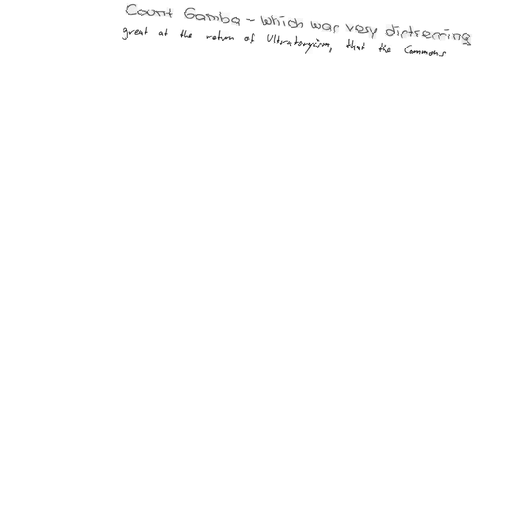 Count Gamba - which was very distressing
great at the return of Ultratoryism, that the Commons